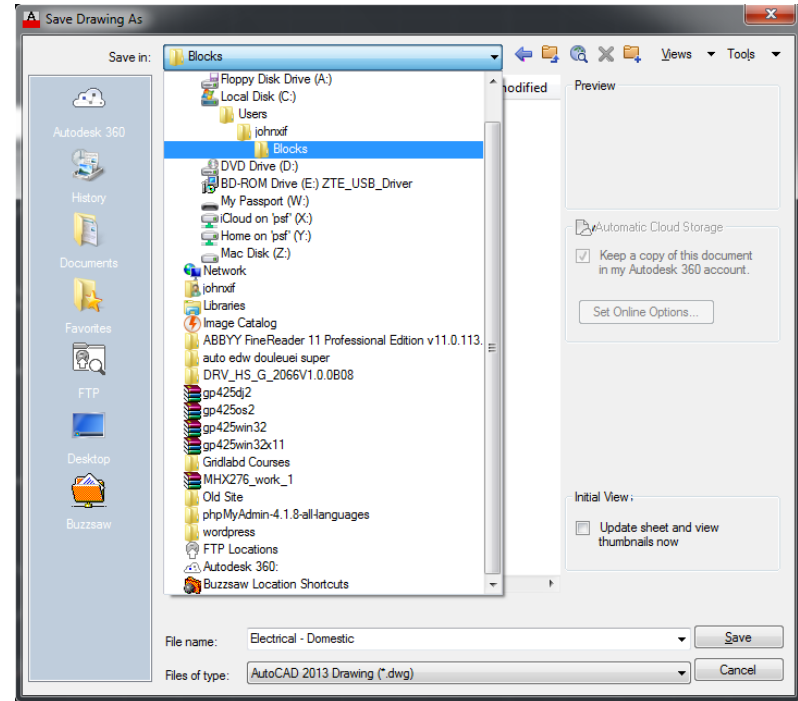 Save Drawing As
Save in:
Blocks
Views
Tools
Floppy Disk Drive (A:)
Local Disk (C:)
Users
johnxif
Blocks
DVD Drive (D:)
BD-ROM Drive (E:) ZTE_USB_Driver
My Passport (W:)
iCloud on 'psf' (X:)
Home on 'psf' (Y:)
Mac Disk (Z:)
Network
johnxif
Libraries
Image Catalog
ABBYY FineReader 11 Professional Edition v11.0.113.
auto edw douleuei super
DRV_HS_G_2066V1.0.0B08
gp425dj2
gp425os2
gp425win32
gp425win32x11
Gridlabd Courses
MHX276_work_1
Old Site
phpMyAdmin-4.1.8-all-languages
wordpress
FTP Locations
Autodesk 360:
Buzzsaw Location Shortcuts
Autodesk 360
History
Documents
Favorites
FTP
Desktop
Buzzsaw
modified
Preview
Automatic Cloud Storage
Keep a copy of this document
in my Autodesk 360 account.
Set Online Options...
Initial View:
Update sheet and view
thumbnails now
File name:
Electrical - Domestic
Save
Files of type:
AutoCAD 2013 Drawing (*.dwg)
Cancel